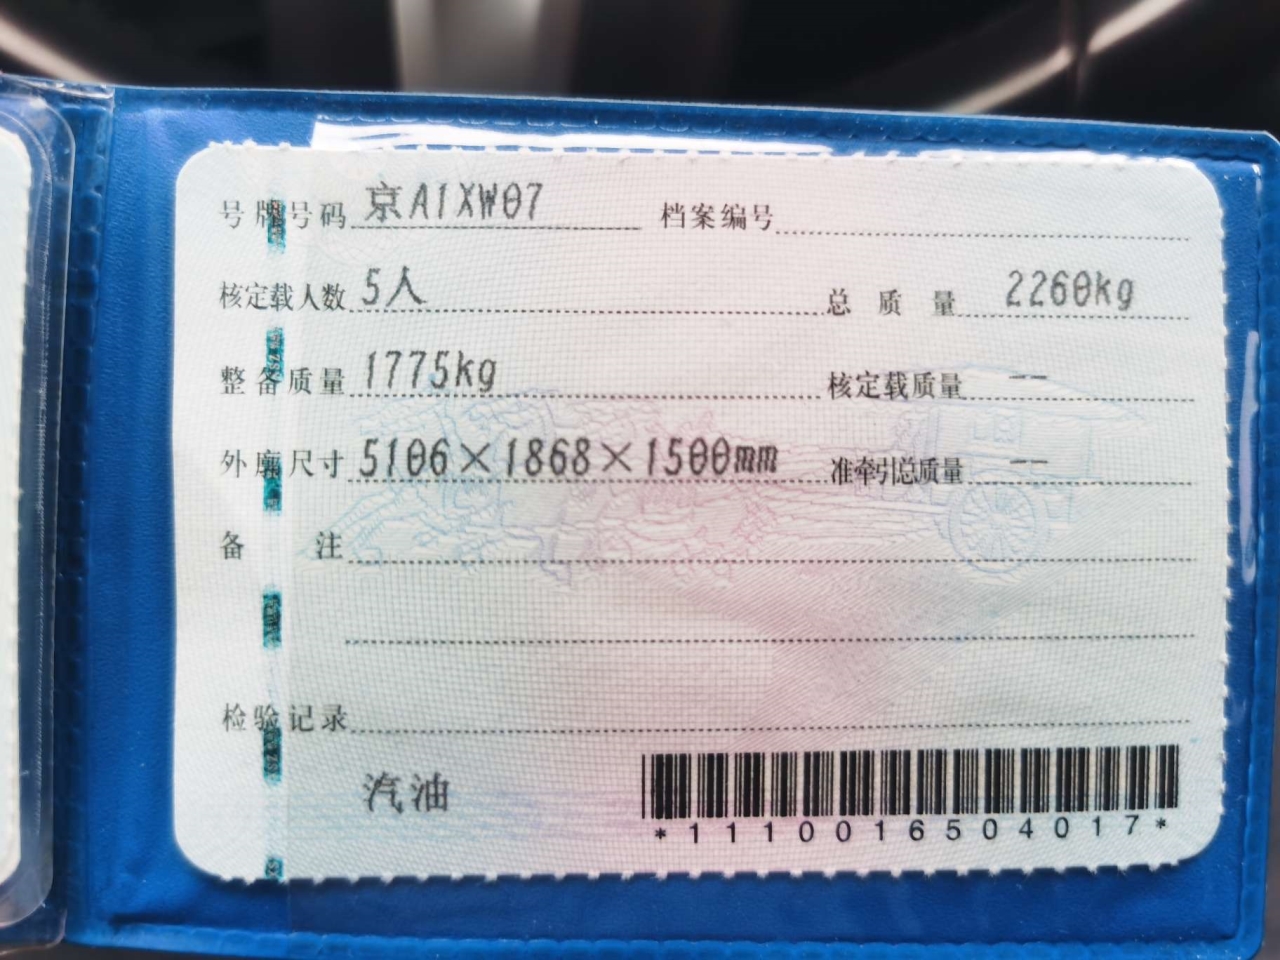 号牌号码 京A1XW07 档案编号
核定载人数 5人 总质量 2260kg
整备质量 1775kg 核定载质量 --
外廓尺寸 5106×1868×1500mm 准牵引总质量 --
备注
检验记录
汽油
*1110016504017*